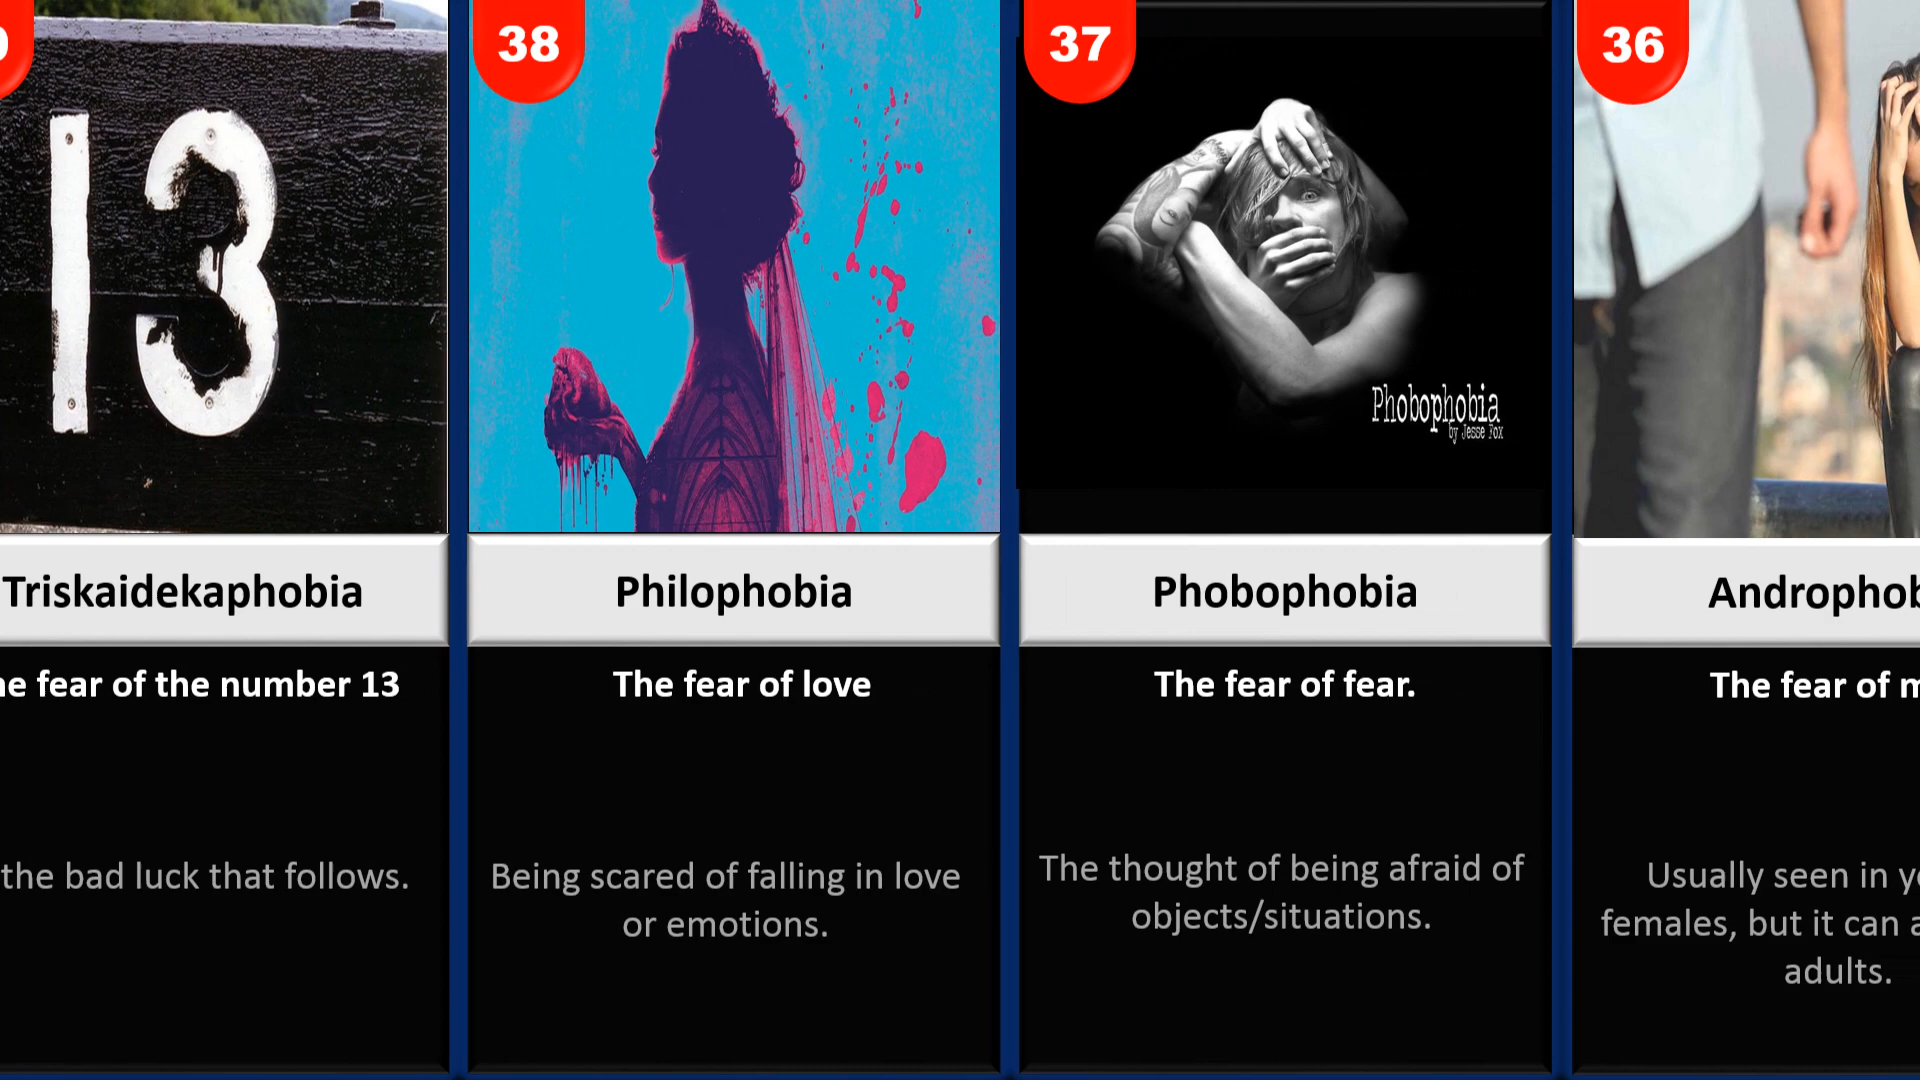 13
Triskaidekaphobia
fear of the number 13
the bad luck that follows.
38
Philophobia
The fear of love
Being scared of falling in love
or emotions.
37
Phobophobia
by Jesse Fox
Phobophobia
The fear of fear.
The thought of being afraid of
objects/situations.
36
The fear of
Usually seen in
females, but it can
adults.